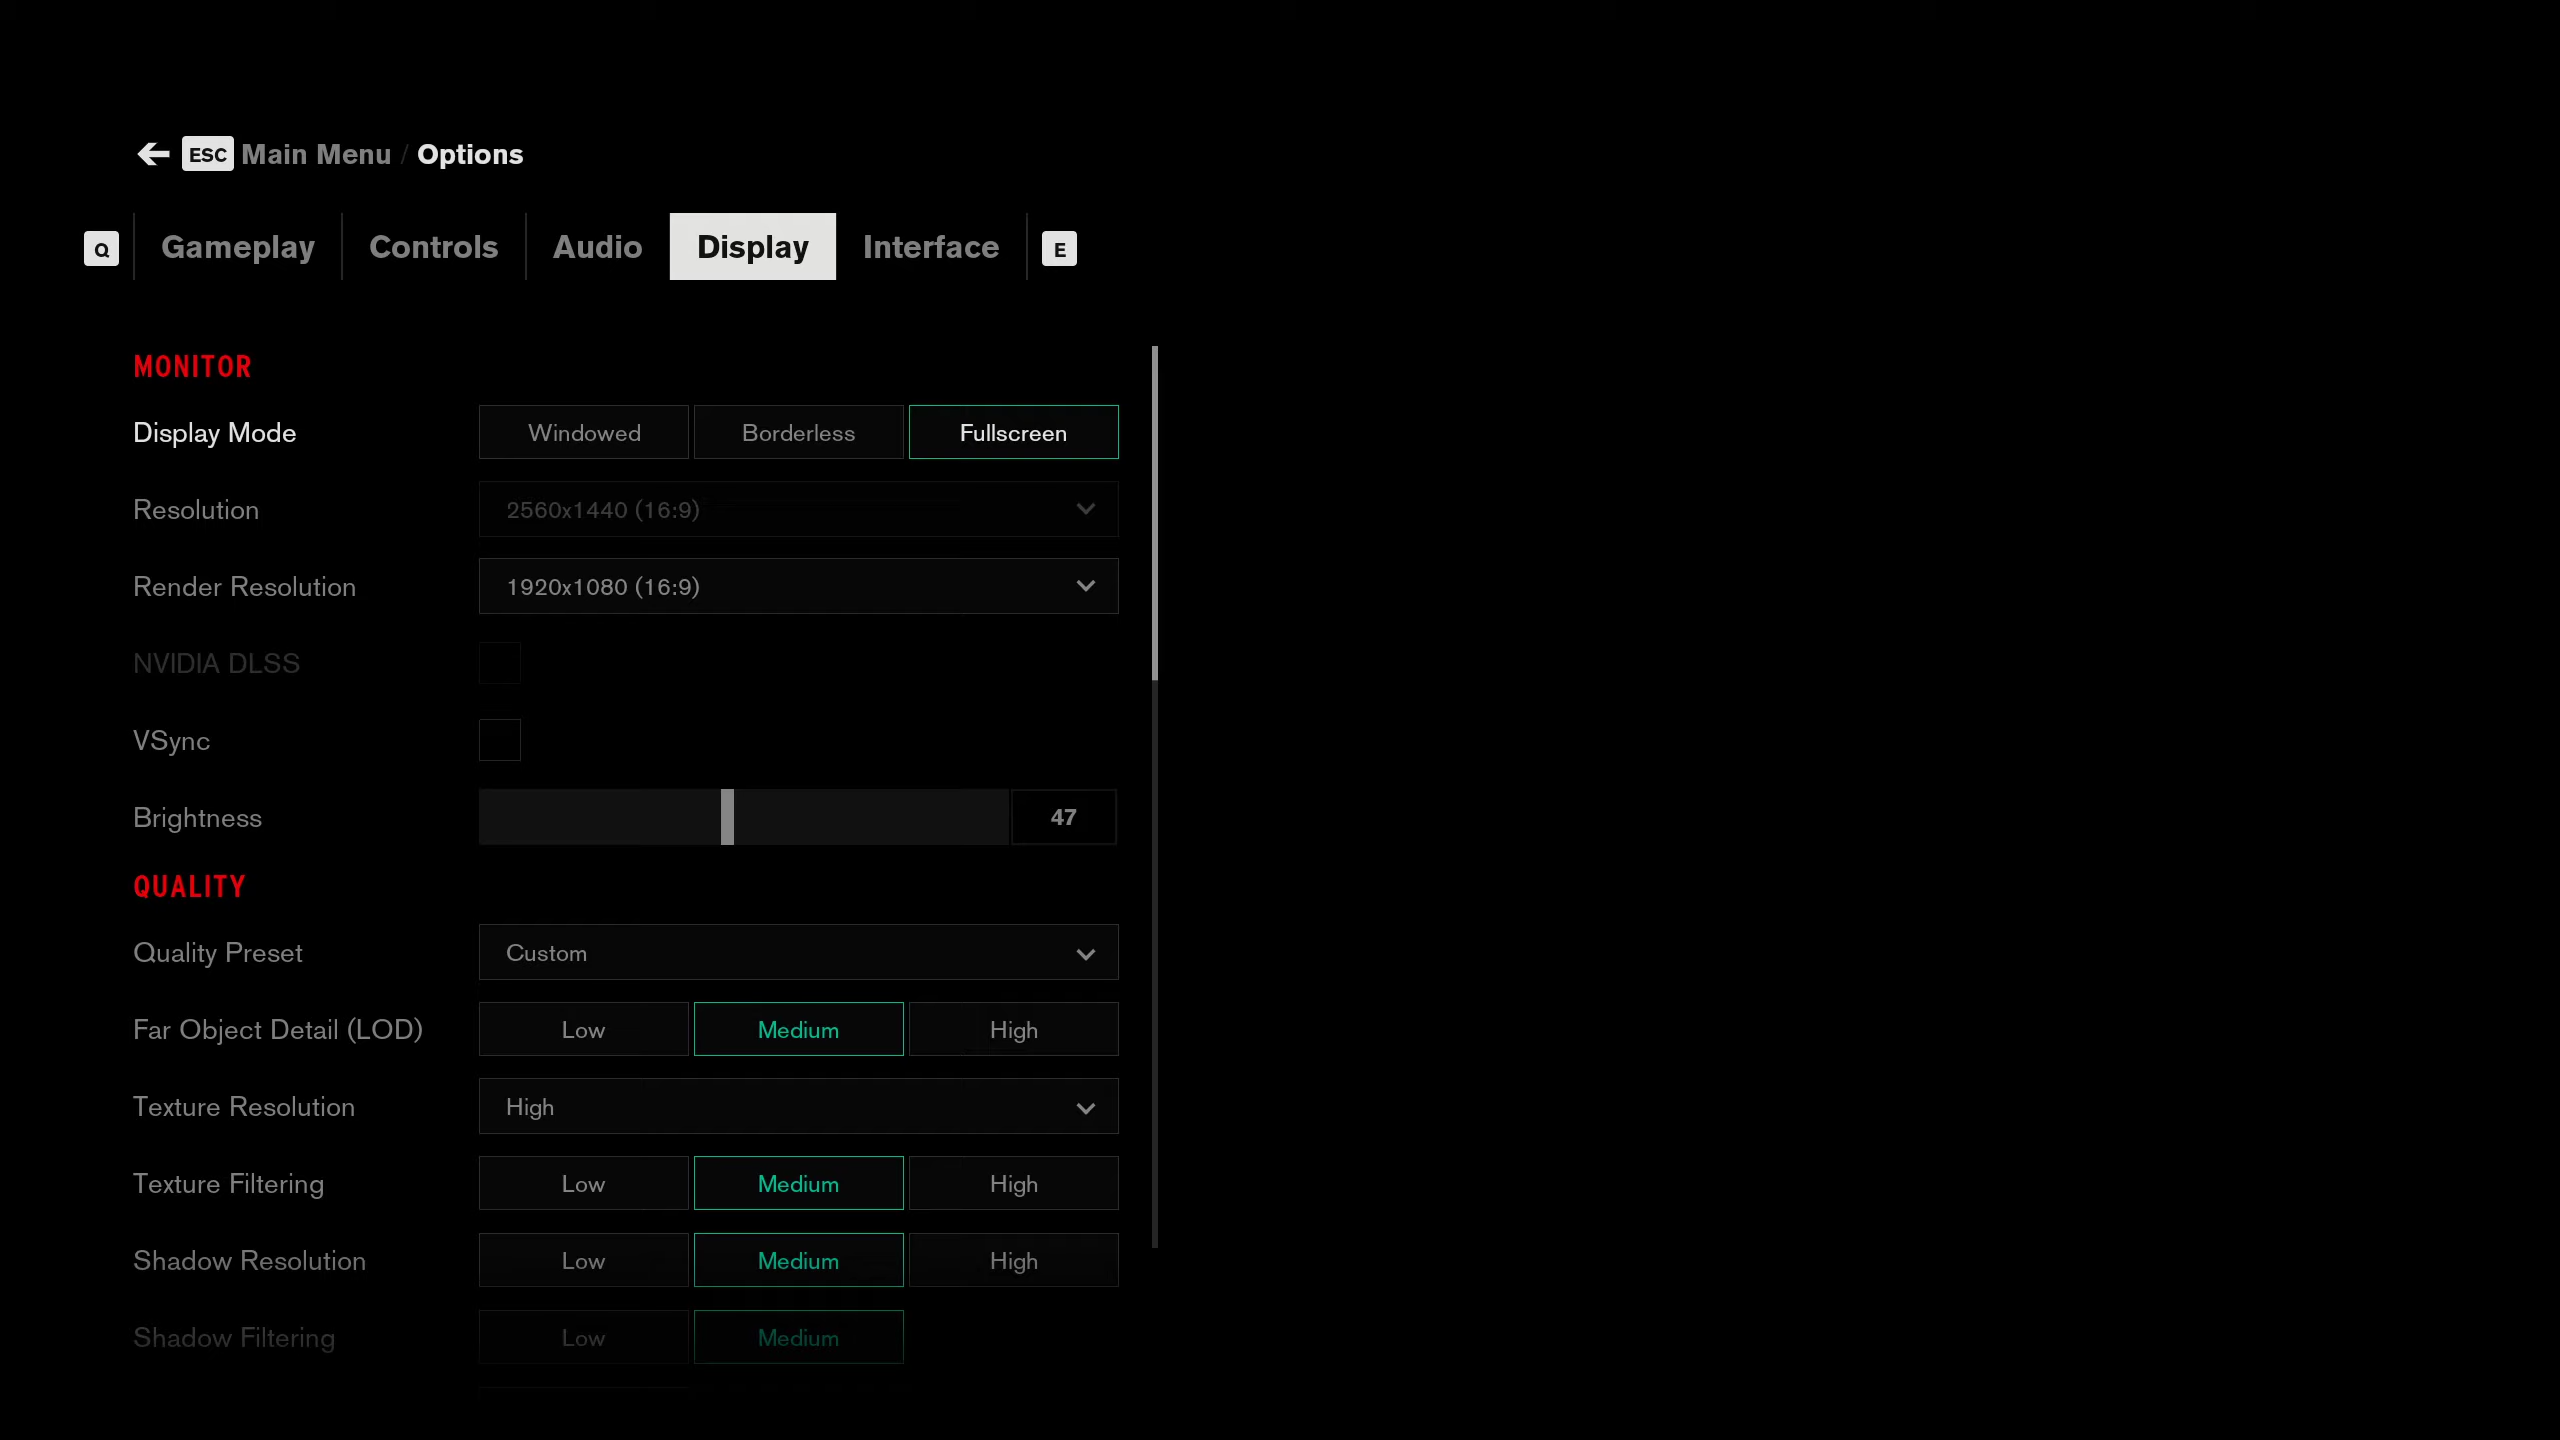 ESC Main Menu / Options
Q Gameplay Controls Audio Display Interface E
MONITOR
Display Mode Windowed Borderless Fullscreen
Resolution 2560x1440 (16:9)
Render Resolution 1920x1080 (16:9)
NVIDIA DLSS
VSync
Brightness 47
QUALITY
Quality Preset Custom
Far Object Detail (LOD) Low Medium High
Texture Resolution High
Texture Filtering Low Medium High
Shadow Resolution Low Medium High
Shadow Filtering Low Medium